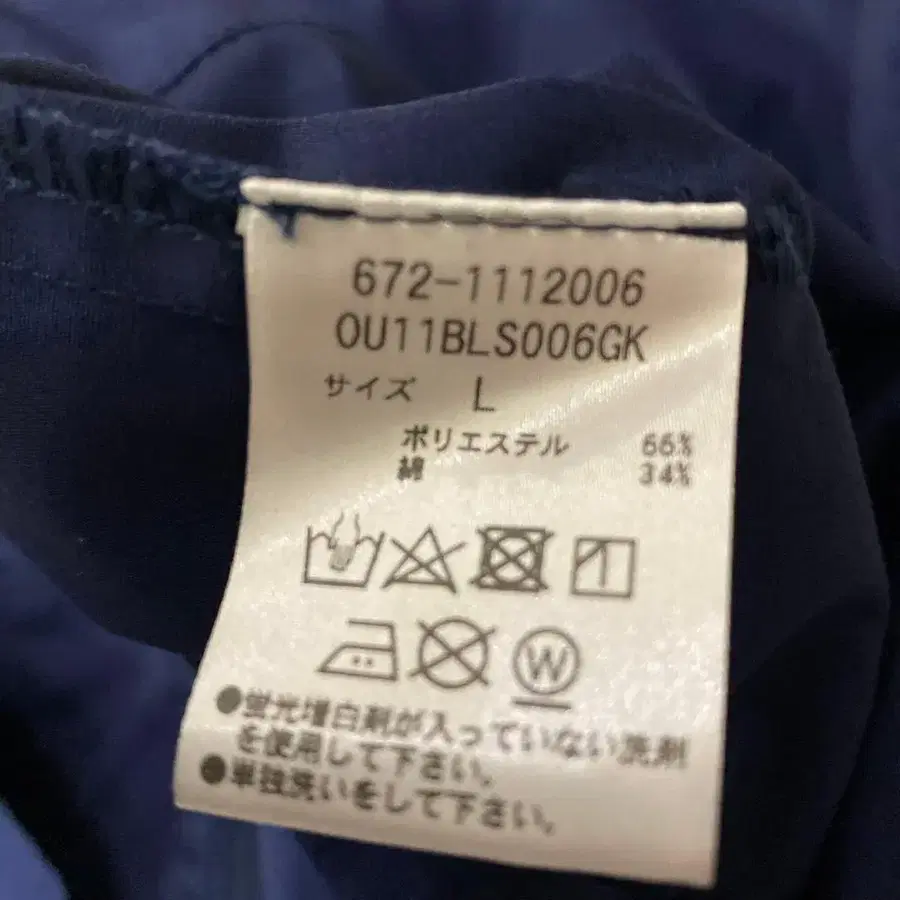 672-1112006
OU11BLS006GK
サイズ L
ポリエステル 66%
綿 34%
W
●蛍光増白剤が入っていない洗剤
を使用して下さい。
●単独洗いをして下さい。